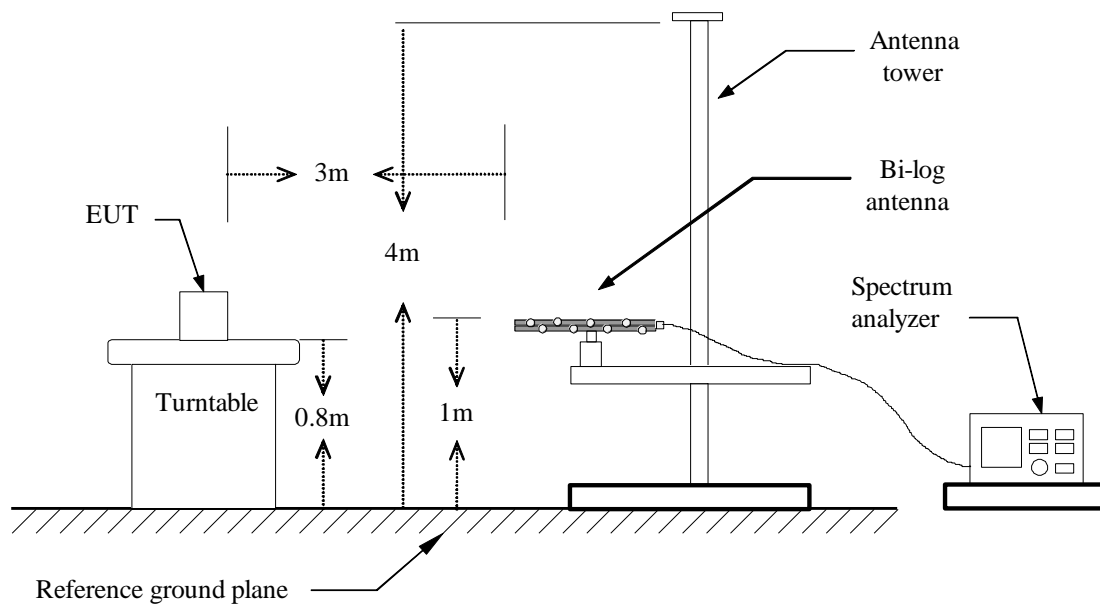 Antenna
tower
3m
Bi-log
antenna
EUT
4m
Spectrum
analyzer
Turntable
0.8m
1m
Reference ground plane